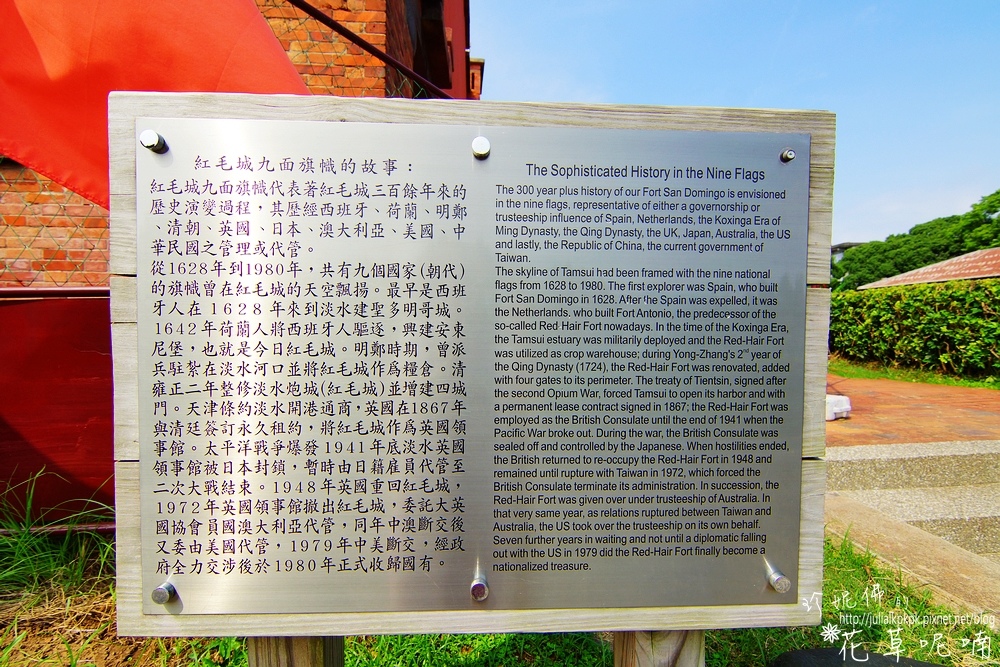 紅毛城九面旗幟的故事：
紅毛城九面旗幟代表著紅毛城三百餘年來的
歷史演變過程，其歷經西班牙、荷蘭、明鄭
、清朝、英國、日本、澳大利亞、美國、中
華民國之管理或代管。
從1628年到1980年，共有九個國家(朝代)
的旗幟曾在紅毛城的天空飄揚。最早是西班
牙人在1628年來到淡水建聖多明哥城。
1642年荷蘭人將西班牙人驅逐，興建安東
尼堡，也就是今日紅毛城。明鄭時期，曾派
兵駐紮在淡水河口並將紅毛城作為糧倉。清
雍正二年整修淡水炮城(紅毛城)並增建四城
門。天津條約淡水開港通商，英國在1867年
與清廷簽訂永久租約，將紅毛城作為英國領
事館。太平洋戰爭爆發1941年底淡水英國
領事館被日本封鎖，暫時由日籍雇員代管至
二次大戰結束。1948年英國重回紅毛城，
1972年英國領事館撤出紅毛城，委託大英
國協會員國澳大利亞代管，同年中澳斷交後
又委由美國代管，1979年中美斷交，經政
府全力交涉後於1980年正式收歸國有。
The Sophisticated History in the Nine Flags
The 300 year plus history of our Fort San Domingo is envisioned
in the nine flags, representative of either a governorship or
trusteeship influence of Spain, Netherlands, the Koxinga Era of
Ming Dynasty, the Qing Dynasty, the UK, Japan, Australia, the US
and lastly, the Republic of China, the current government of
Taiwan.
The skyline of Tamsui had been framed with the nine national
flags from 1628 to 1980. The first explorer was Spain, who built
Fort San Domingo in 1628. After the Spain was expelled, it was
the Netherlands. who built Fort Antonio, the predecessor of the
so-called Red Hair Fort nowadays. In the time of the Koxinga Era,
the Tamsui estuary was militarily deployed and the Red-Hair Fort
was utilized as crop warehouse; during Yong-Zhang's 2nd year of
the Qing Dynasty (1724), the Red-Hair Fort was renovated, added
with four gates to its perimeter. The treaty of Tientsin, signed after
the second Opium War, forced Tamsui to open its harbor and with
a permanent lease contract signed in 1867; the Red-Hair Fort was
employed as the British Consulate until the end of 1941 when the
Pacific War broke out. During the war, the British Consulate was
sealed off and controlled by the Japanese. When hostilities ended,
the British returned to re-occupy the Red-Hair Fort in 1948 and
remained until rupture with Taiwan in 1972, which forced the
British Consulate terminate its administration. In succession, the
Red-Hair Fort was given over under trusteeship of Australia. In
that very same year, as relations ruptured between Taiwan and
Australia, the US took over the trusteeship on its own behalf.
Seven further years in waiting and not until a diplomatic falling
out with the US in 1979 did the Red-Hair Fort finally become a
nationalized treasure.
珍妮佛的
http://juliakokok.pixnet.net/blog
花草呢喃